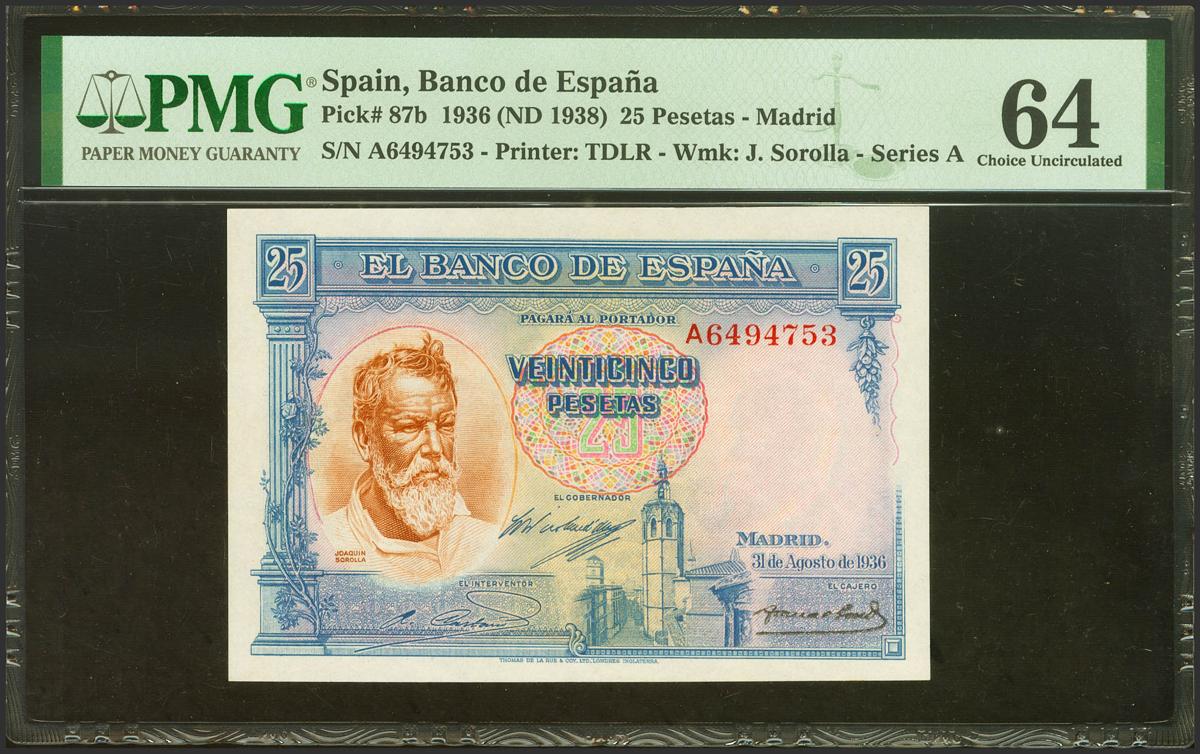 PMG® Spain, Banco de España
Pick# 87b 1936 (ND 1938) 25 Pesetas - Madrid
PAPER MONEY GUARANTY
S/N A6494753 - Printer: TDLR - Wmk: J. Sorolla - Series A
64
Choice Uncirculated
25 EL BANCO DE ESPAÑA 25
PAGARÁ AL PORTADOR
A6494753
VEINTICINCO
PESETAS
25
EL GOBERNADOR
MADRID.
31 de Agosto de 1936
JOAQUIN
SOROLLA
EL INTERVENTOR
EL CAJERO
THOMAS DE LA RUE & COY, LTD., LONDRES INGLATERRA.